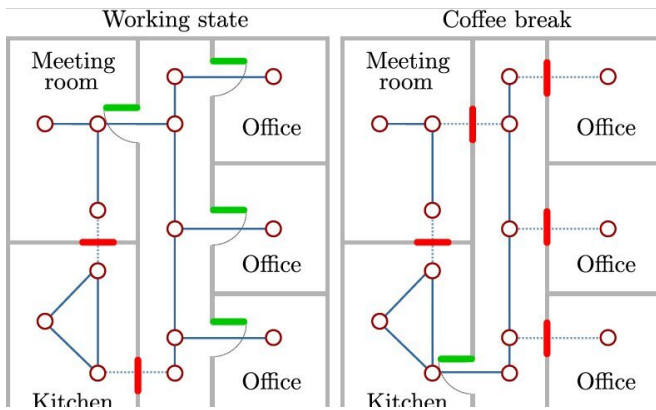 Working state
Meeting
room
Office
Office
Kitchen
Office
Coffee break
Meeting
room
Office
Office
Kitchen
Office